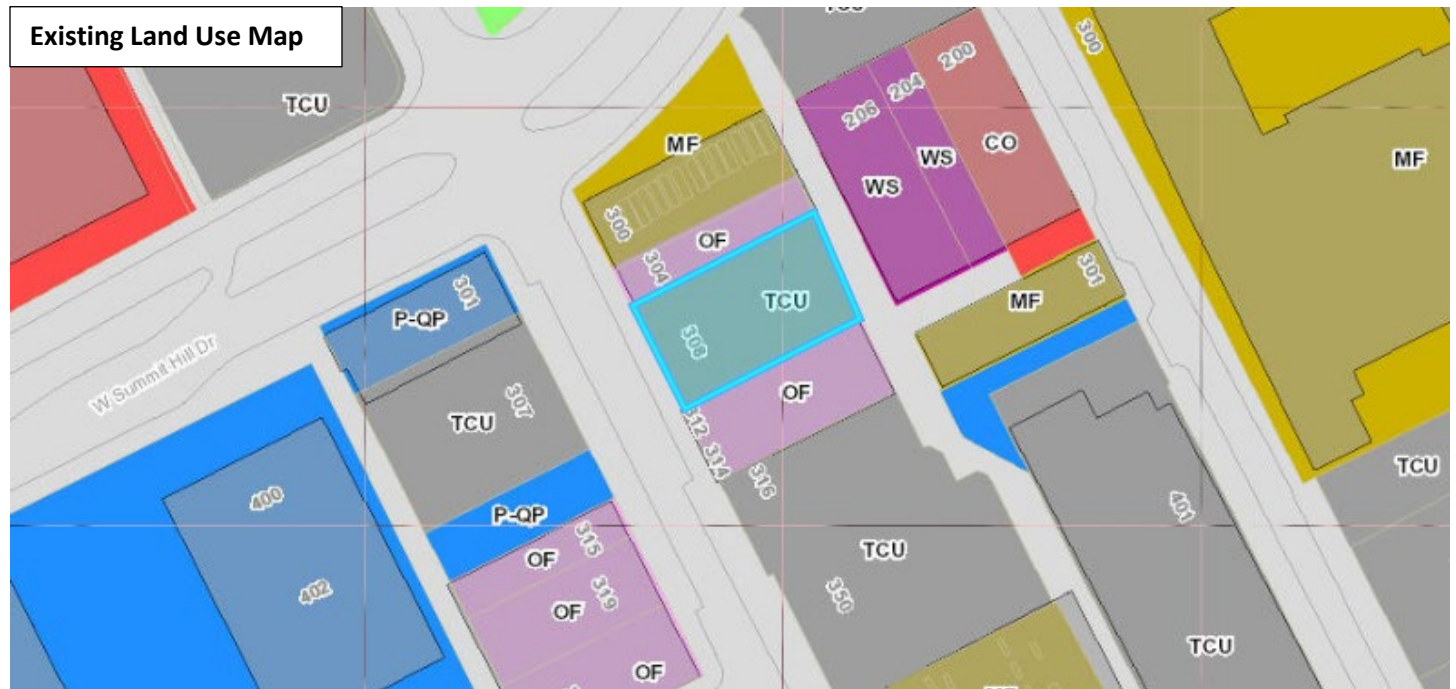 Existing Land Use Map
TCU
TCU
MF
300
OF
304
TCU
308
OF
312
314
316
206
WS
204
WS
200
CO
300
MF
301
MF
W Summit Hill Dr
301
P-QP
307
TCU
P-QP
400
402
315
OF
319
OF
OF
TCU
350
401
TCU
TCU